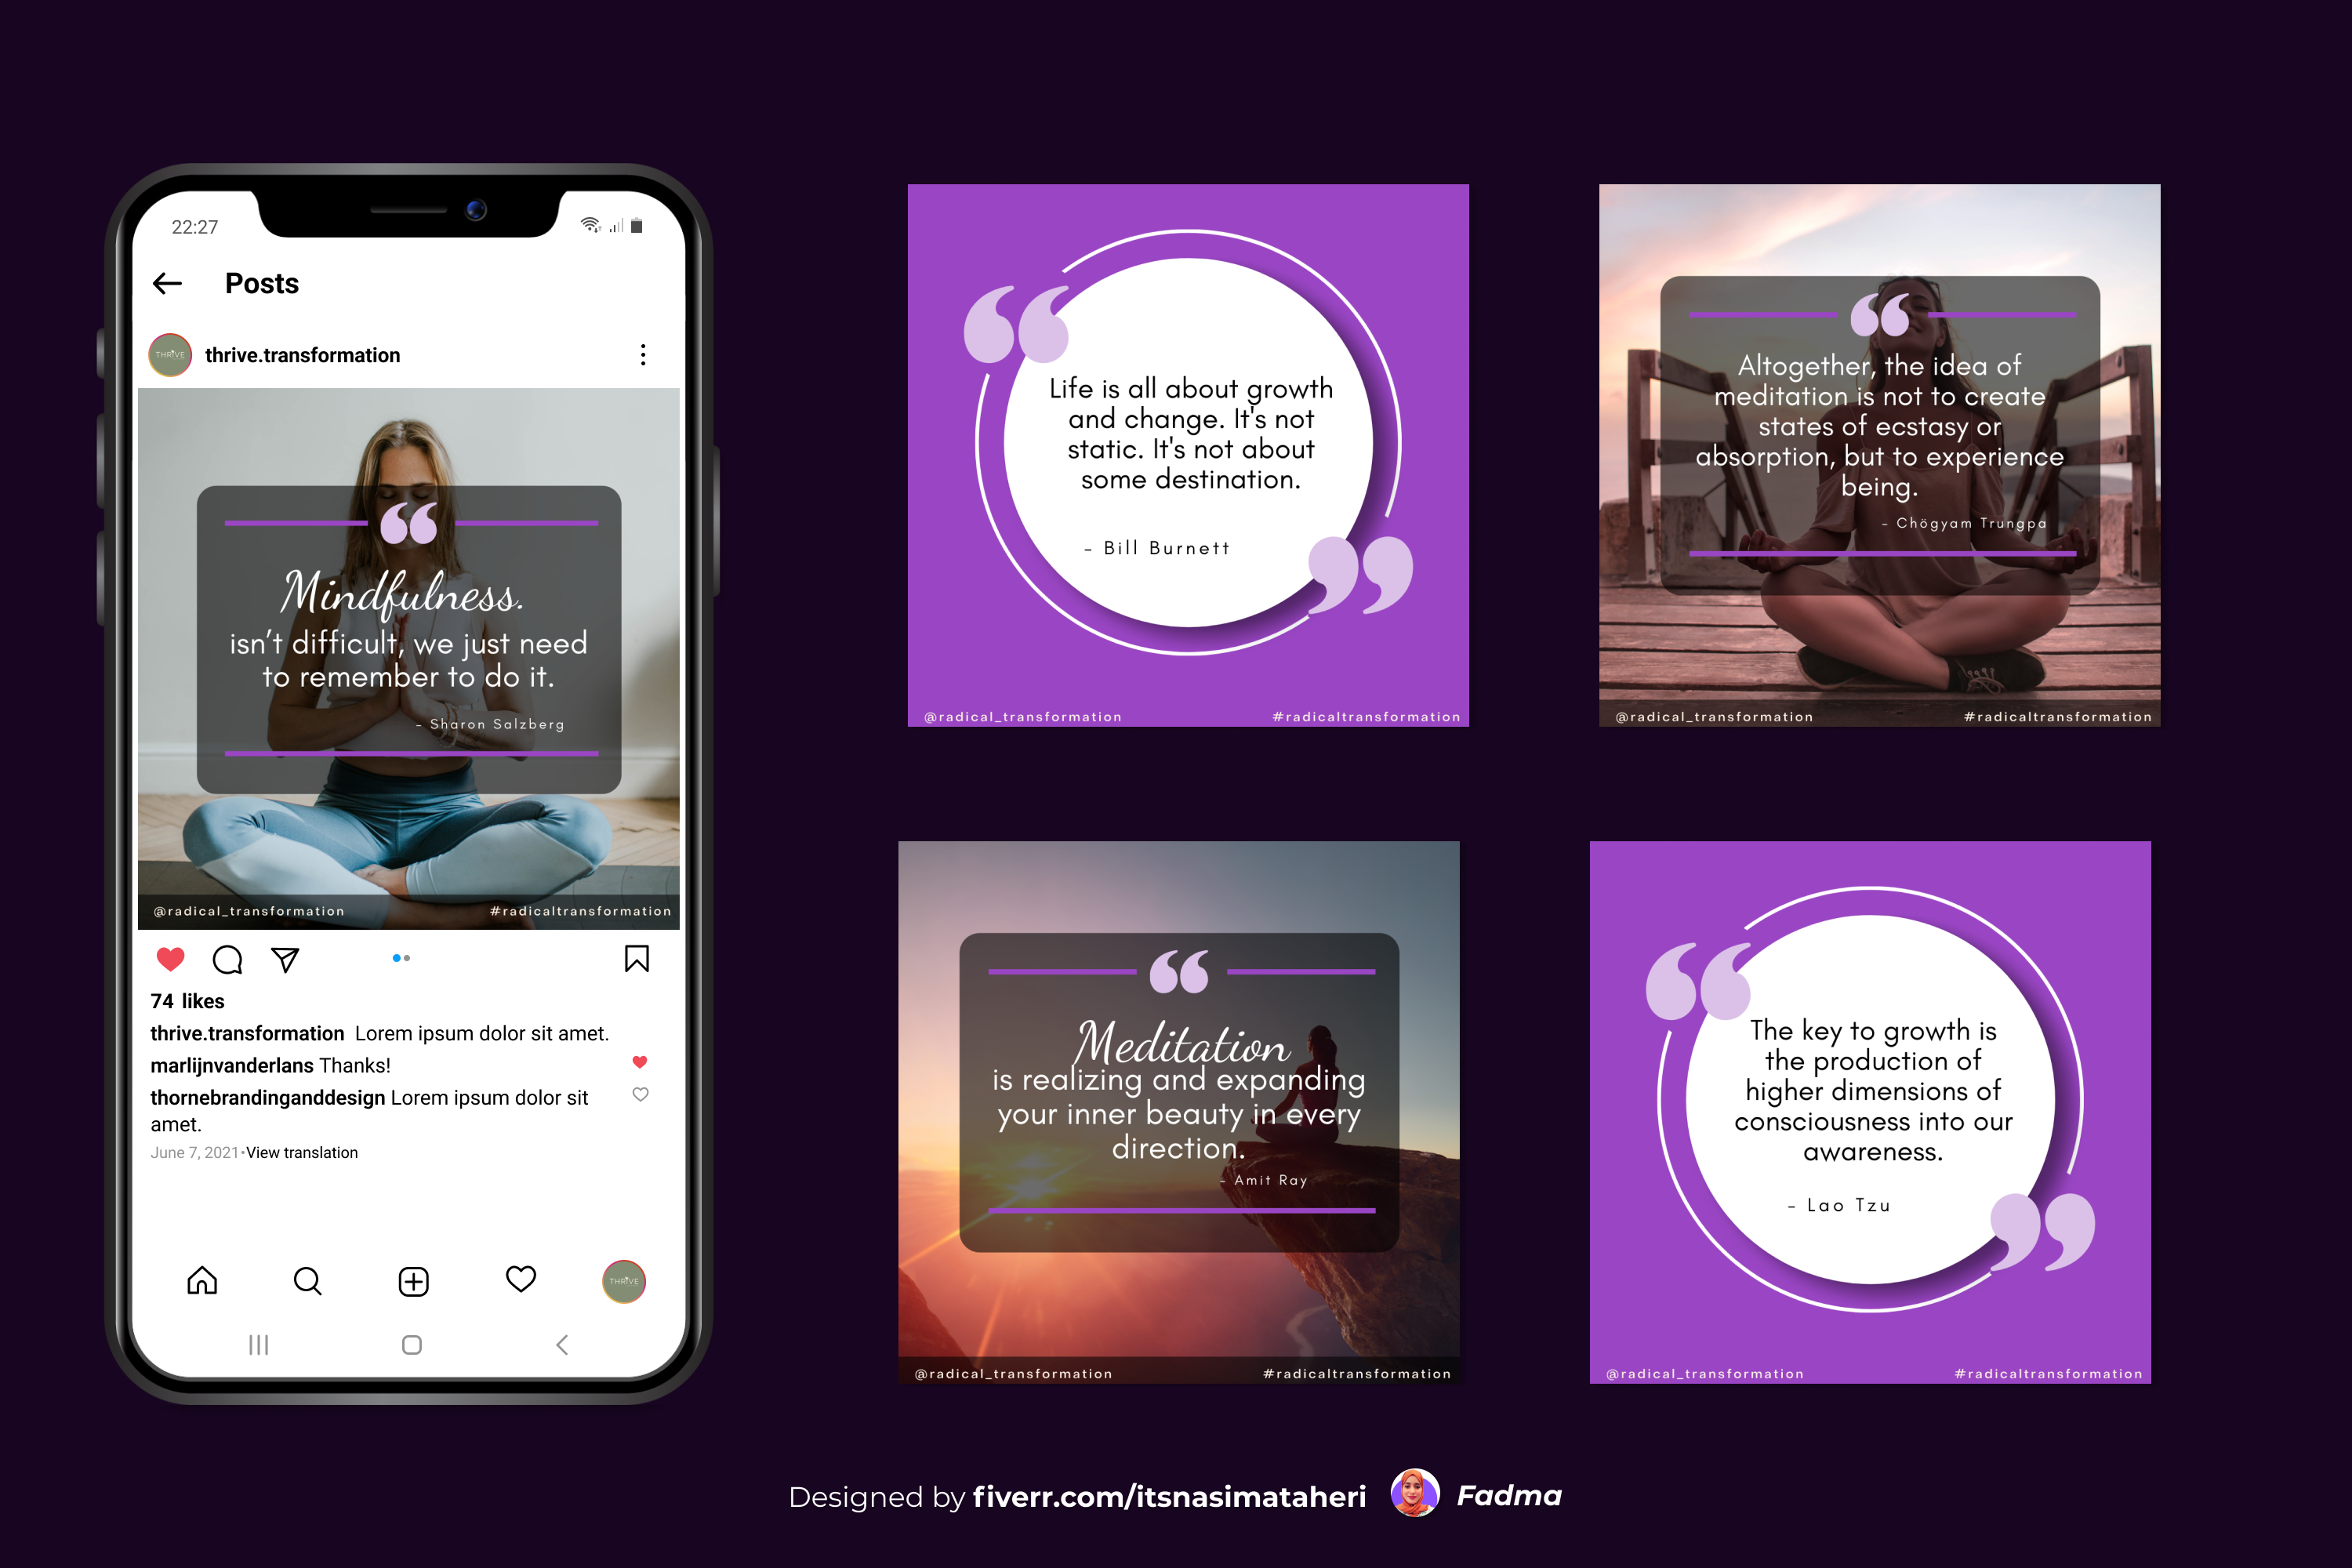 22:27
Posts
THRIVE
thrive.transformation
Mindfulness.
isn’t difficult, we just need
to remember to do it.
- Sharon Salzberg
@radical_transformation #radicaltransformation
74 likes
thrive.transformation Lorem ipsum dolor sit amet.
marlijnvanderlans Thanks!
thornebrandinganddesign Lorem ipsum dolor sit
amet.
June 7, 2021·View translation
THRIVE
Life is all about growth
and change. It's not
static. It's not about
some destination.
- Bill Burnett
@radical_transformation #radicaltransformation
Altogether, the idea of
meditation is not to create
states of ecstasy or
absorption, but to experience
being.
- Chögyam Trungpa
@radical_transformation #radicaltransformation
Meditation
is realizing and expanding
your inner beauty in every
direction.
- Amit Ray
@radical_transformation #radicaltransformation
The key to growth is
the production of
higher dimensions of
consciousness into our
awareness.
- Lao Tzu
@radical_transformation #radicaltransformation
Designed by fiverr.com/itsnasimataheri Fadma